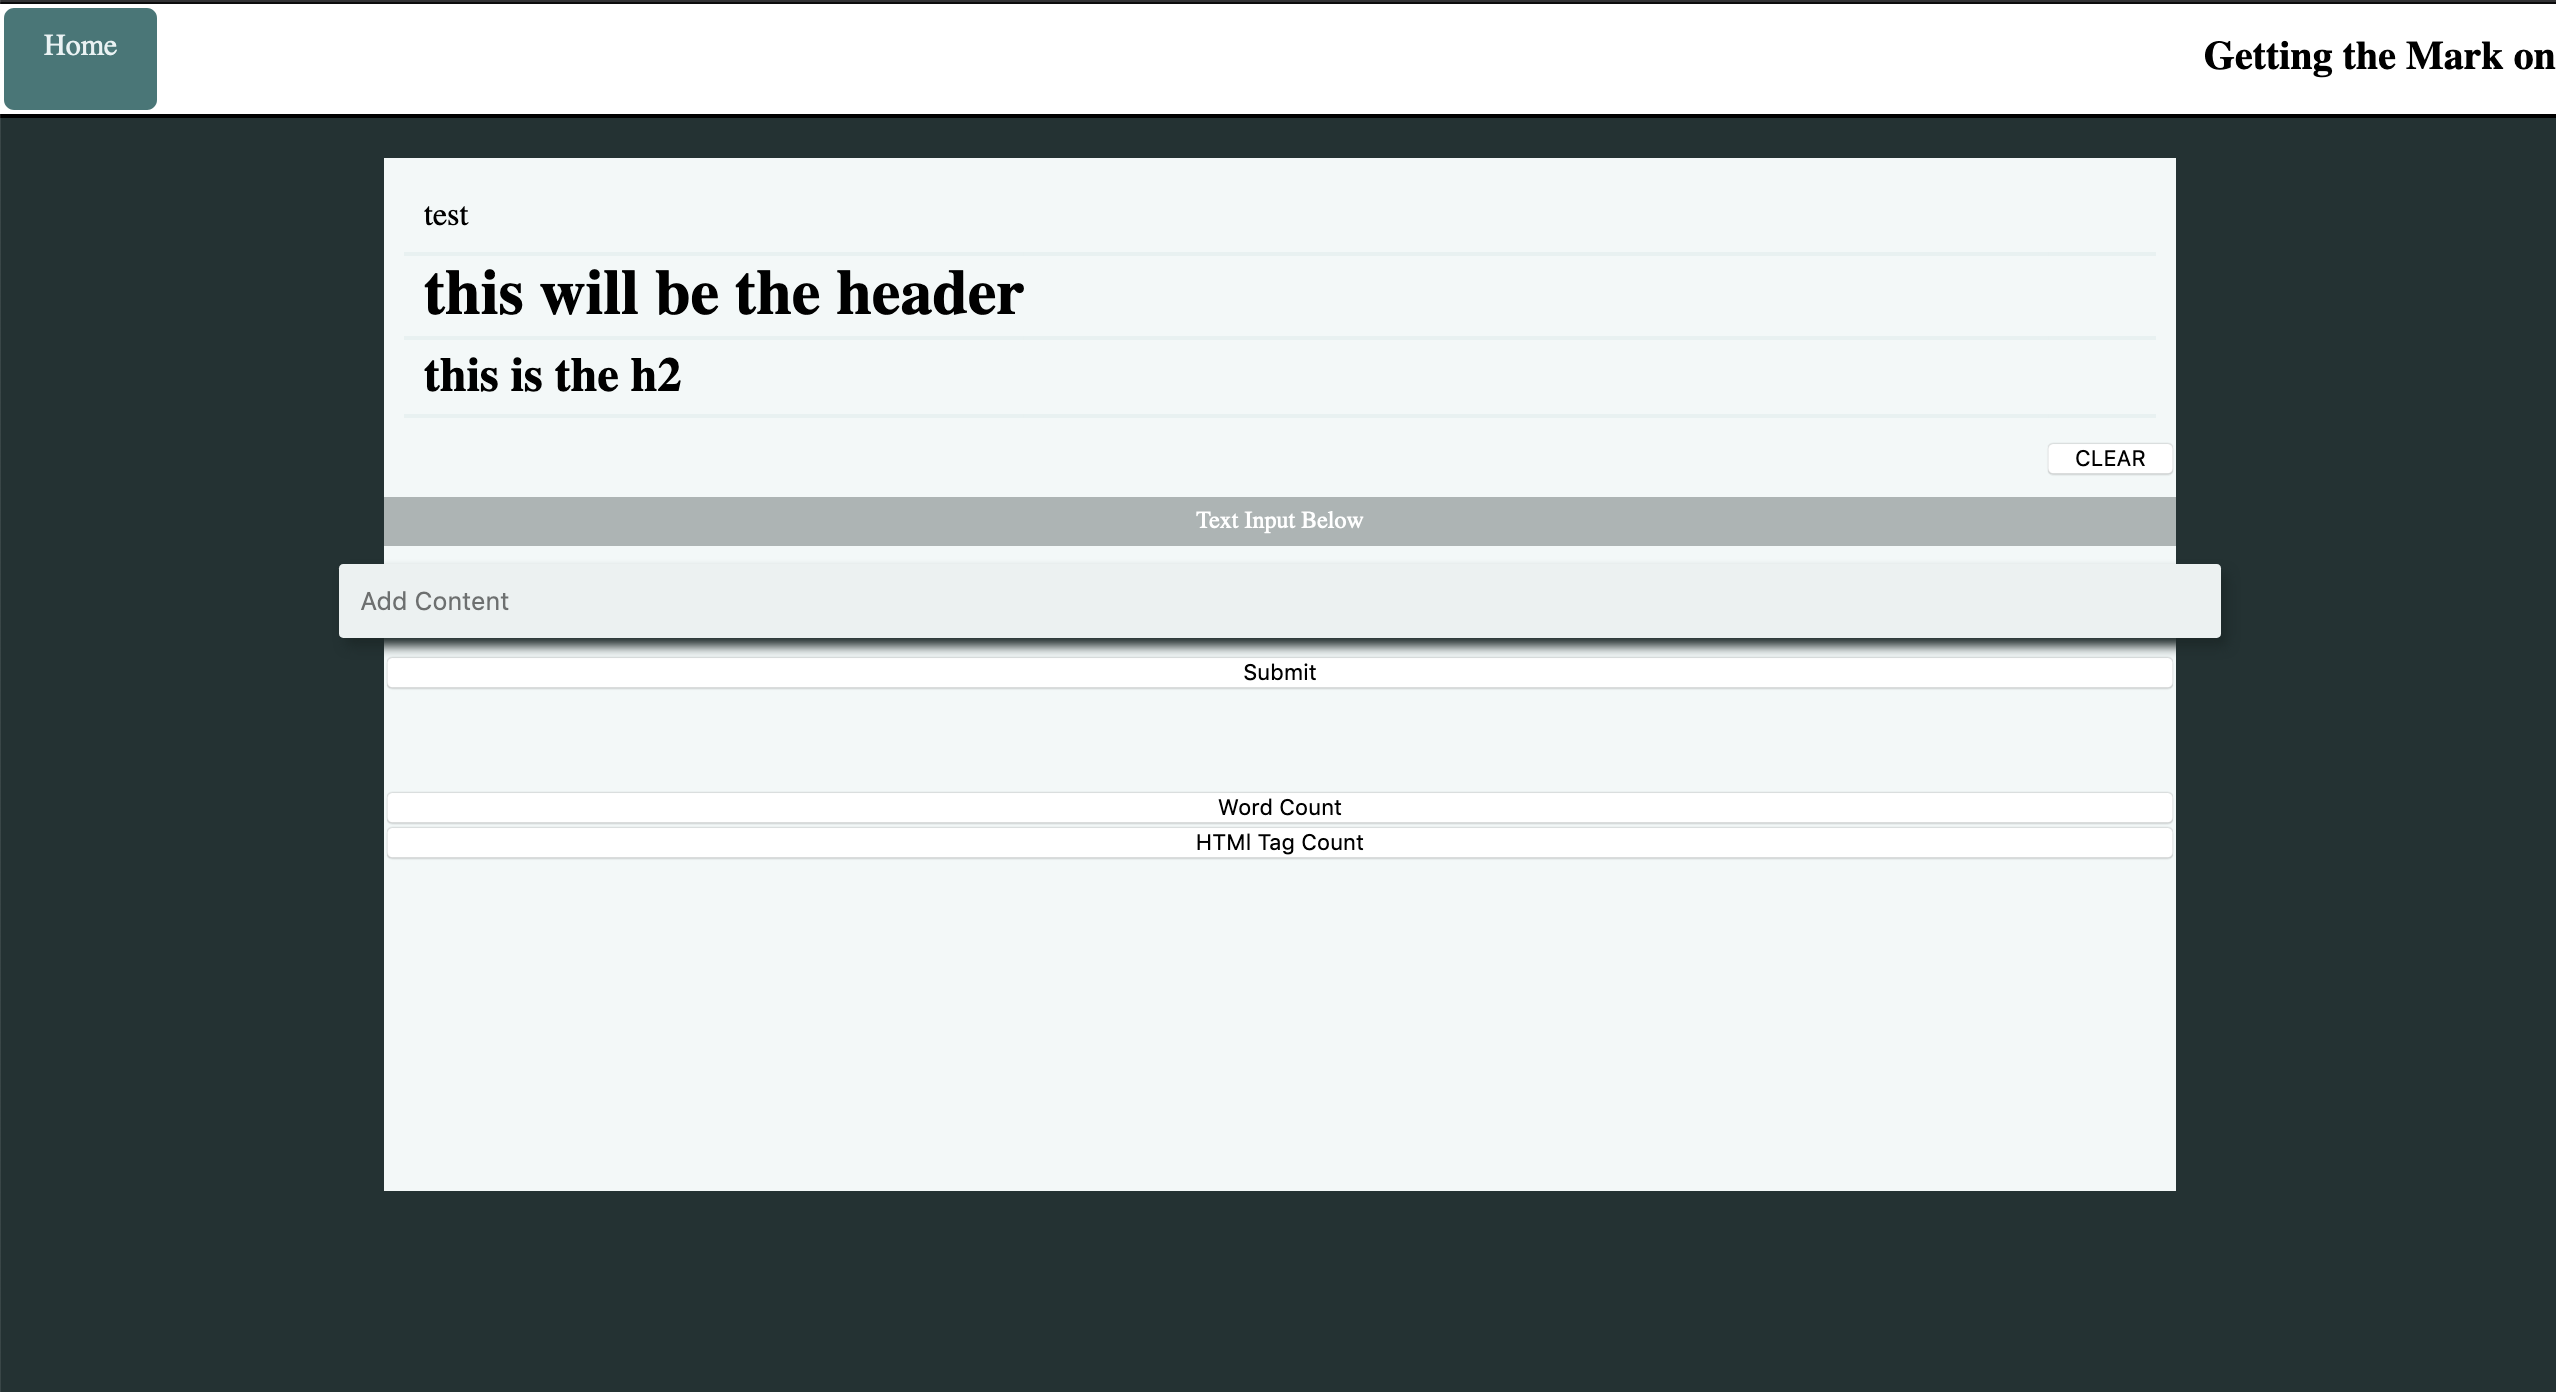 Home
Getting the Mark on
test
this will be the header
this is the h2
CLEAR
Text Input Below
Add Content
Submit
Word Count
HTMl Tag Count